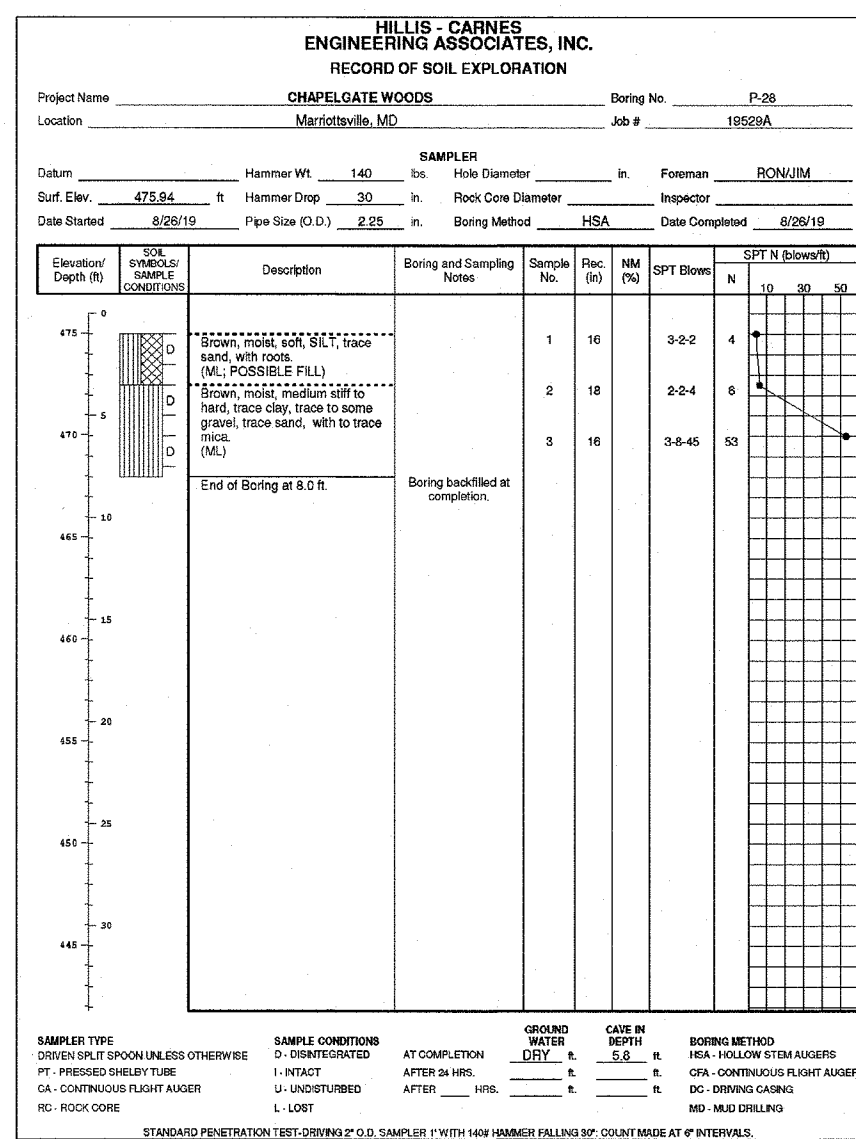 HILLIS - CARNES
ENGINEERING ASSOCIATES, INC.
RECORD OF SOIL EXPLORATION
Project Name CHAPELGATE WOODS Boring No. P-28
Location Marriottsville, MD Job # 19529A
SAMPLER
Datum Hammer Wt. 140 lbs. Hole Diameter in. Foreman RON/JIM
Surf. Elev. 475.94 ft Hammer Drop 30 in. Rock Core Diameter Inspector
Date Started 8/26/19 Pipe Size (O.D.) 2.25 in. Boring Method HSA Date Completed 8/26/19
Elevation/ Depth (ft) SOIL SYMBOLS/ SAMPLE CONDITIONS Description Boring and Sampling Notes Sample No. Rec. (in) NM (%) SPT Blows SPT N (blows/ft)
N 10 30 50
0
475 D Brown, moist, soft, SILT, trace 1 16 3-2-2 4
sand, with roots.
(ML; POSSIBLE FILL)
D Brown, moist, medium stiff to 2 18 2-2-4 6
hard, trace clay, trace to some
5 gravel, trace sand, with to trace
470 mica. 3 16 3-8-45 53
D (ML)
End of Boring at 8.0 ft. Boring backfilled at
completion.
10
465
15
460
20
455
25
450
30
445
GROUND WATER CAVE IN DEPTH
SAMPLER TYPE SAMPLE CONDITIONS BORING METHOD
DRIVEN SPLIT SPOON UNLESS OTHERWISE D - DISINTEGRATED AT COMPLETION DRY ft. 5.8 ft. HSA - HOLLOW STEM AUGERS
PT - PRESSED SHELBY TUBE I - INTACT AFTER 24 HRS. ft. ft. CFA - CONTINUOUS FLIGHT AUGER
CA - CONTINUOUS FLIGHT AUGER U - UNDISTURBED AFTER HRS. ft. ft. DC - DRIVING CASING
RC - ROCK CORE L - LOST MD - MUD DRILLING
STANDARD PENETRATION TEST-DRIVING 2" O.D. SAMPLER 1' WITH 140# HAMMER FALLING 30"; COUNT MADE AT 6" INTERVALS.